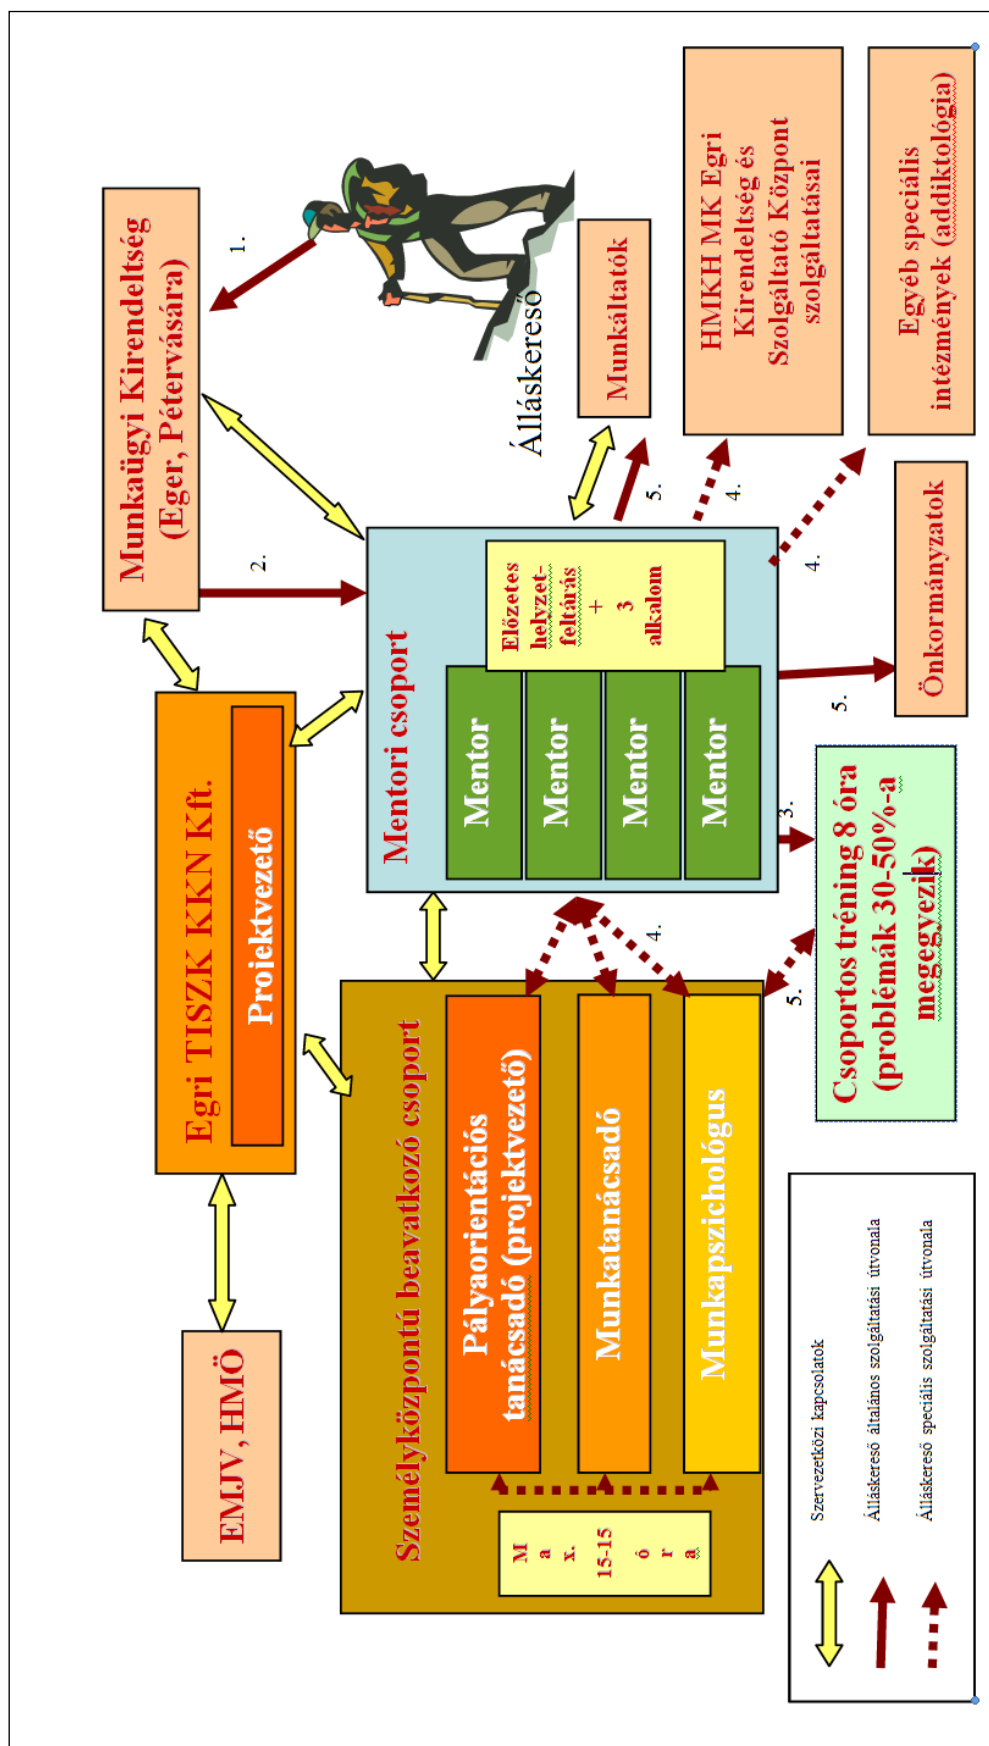 EMJV, HMÖ
Egri TISZK KKN Kft.
Projektvezető
Munkaügyi Kirendeltség
(Eger, Pétervására)
1.
2.
Álláskereső
Személyközpontú beavatkozó csoport
Pályaorientációs
tanácsadó (projektvezető)
Munkatanácsadó
Munkapszichológus
M
a
x.
15-15
ó
r
a
Mentori csoport
Mentor
Mentor
Mentor
Mentor
Előzetes
helyzet-
feltárás
+
3
alkalom
4.
3.
5.
5.
5.
4.
4.
Munkáltatók
HMKH MK Egri
Kirendeltség és
Szolgáltató Központ
szolgáltatásai
Egyéb speciális
intézmények (addiktológia)
Önkormányzatok
Csoportos tréning 8 óra
(problémák 30-50%-a
megegyezik)
Szervezetközi kapcsolatok
Álláskereső általános szolgáltatási útvonala
Álláskereső speciális szolgáltatási útvonala